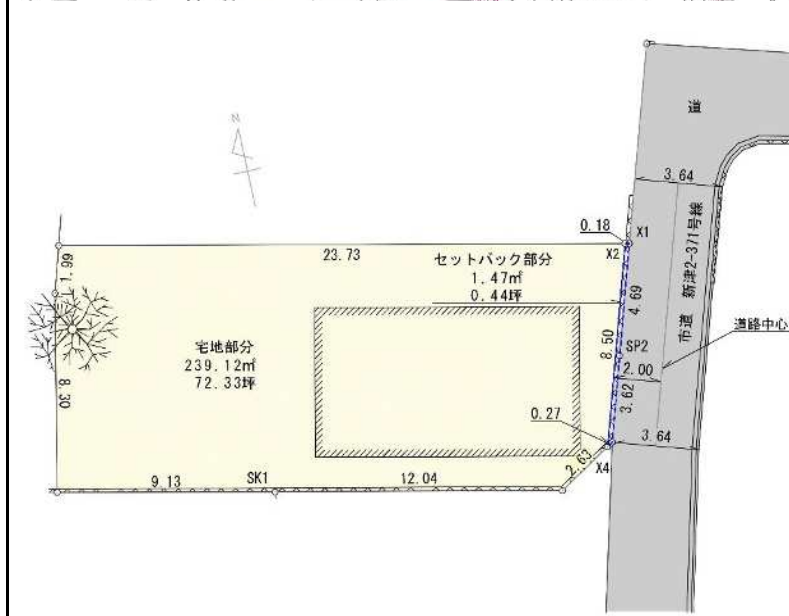 N
道
3.64
0.18
X1
23.73
X2
セットバック部分
1.47㎡
0.44坪
市道 新津2-371号線
1.99
4.69
道路中心
宅地部分
239.12㎡
72.33坪
8.50
SP2
2.00
3.62
8.30
0.27
3.64
2.63
X4
9.13
SK1
12.04